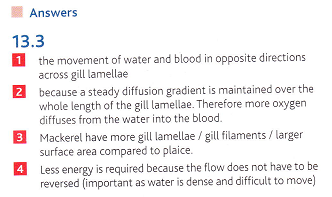 Answers
13.3
1 the movement of water and blood in opposite directions
across gill lamellae
2 because a steady diffusion gradient is maintained over the
whole length of the gill lamellae. Therefore more oxygen
diffuses from the water into the blood.
3 Mackerel have more gill lamellae / gill filaments / larger
surface area compared to plaice.
4 Less energy is required because the flow does not have to be
reversed (important as water is dense and difficult to move)